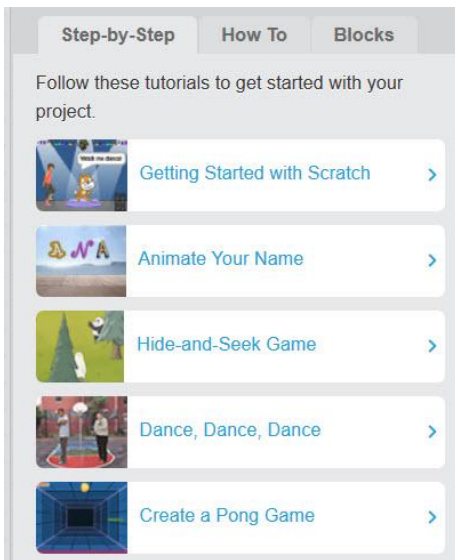 Step-by-Step How To Blocks
Follow these tutorials to get started with your
project.
Getting Started with Scratch
Animate Your Name
ANA
Hide-and-Seek Game
Dance, Dance, Dance
Create a Pong Game